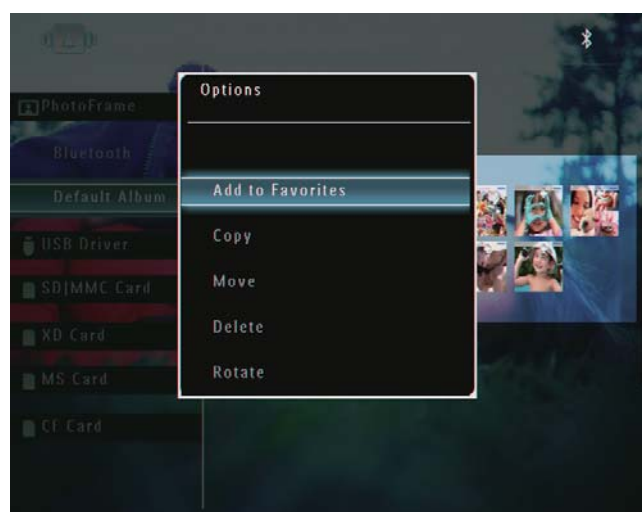 PhotoFrame
Bluetooth
Default Album
USB Driver
SD|MMC Card
XD Card
MS Card
CF Card
Options
Add to Favorites
Copy
Move
Delete
Rotate